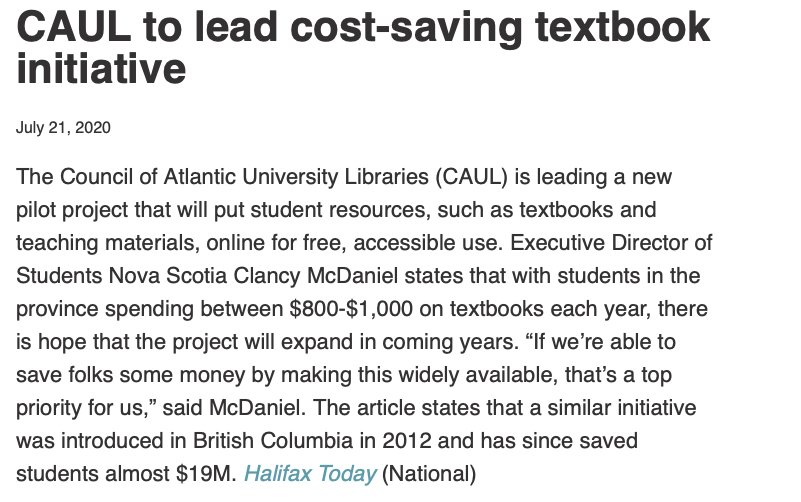 CAUL to lead cost-saving textbook
initiative
July 21, 2020
The Council of Atlantic University Libraries (CAUL) is leading a new
pilot project that will put student resources, such as textbooks and
teaching materials, online for free, accessible use. Executive Director of
Students Nova Scotia Clancy McDaniel states that with students in the
province spending between $800-$1,000 on textbooks each year, there
is hope that the project will expand in coming years. “If we’re able to
save folks some money by making this widely available, that’s a top
priority for us,” said McDaniel. The article states that a similar initiative
was introduced in British Columbia in 2012 and has since saved
students almost $19M. Halifax Today (National)